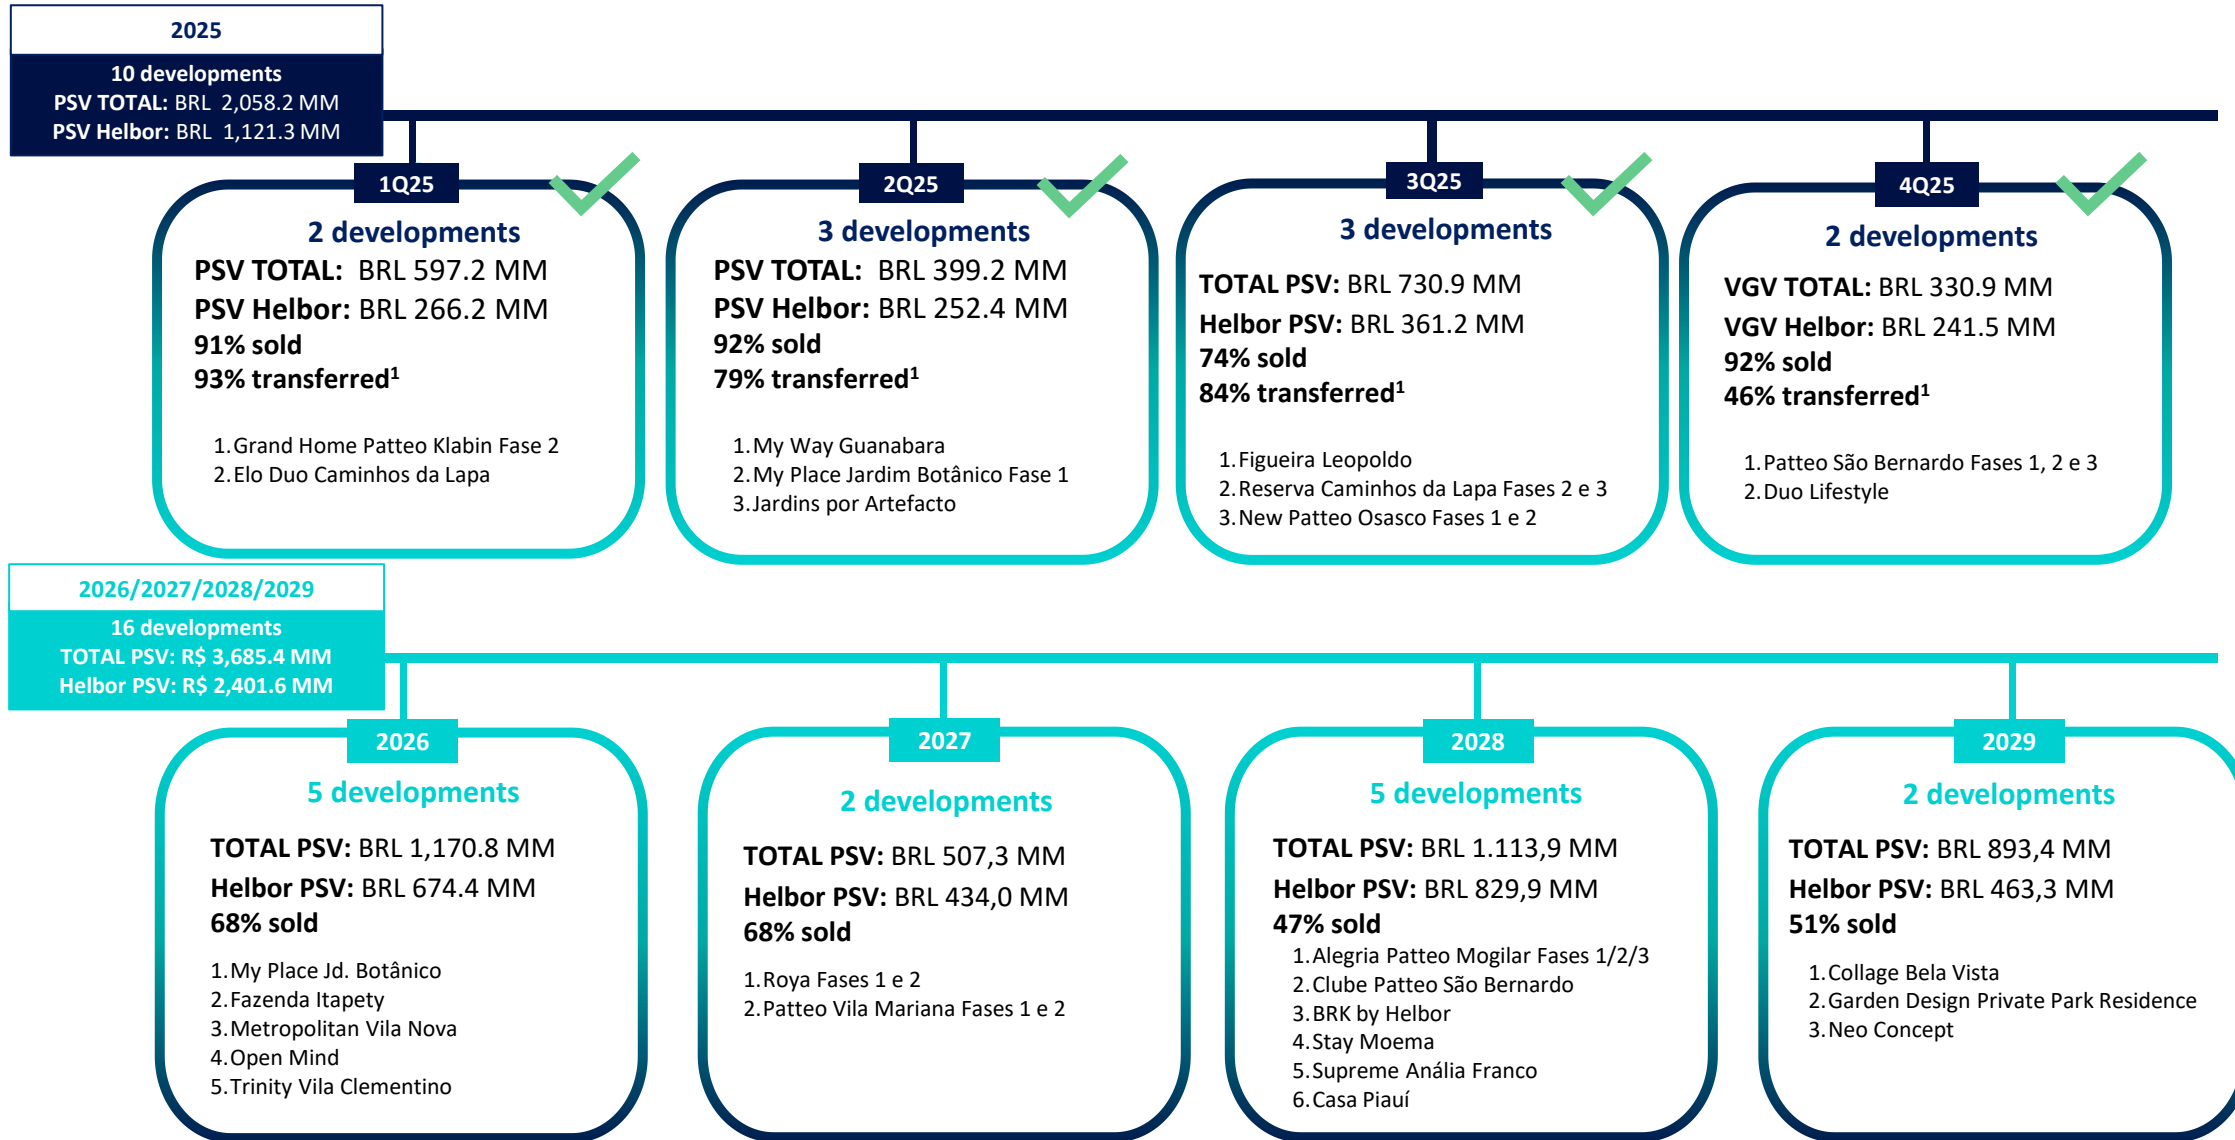 2025
10 developments
PSV TOTAL: BRL 2,058.2 MM
PSV Helbor: BRL 1,121.3 MM
1Q25
2 developments
PSV TOTAL: BRL 597.2 MM
PSV Helbor: BRL 266.2 MM
91% sold
93% transferred¹
1.Grand Home Patteo Klabin Fase 2
2.Elo Duo Caminhos da Lapa
2Q25
3 developments
PSV TOTAL: BRL 399.2 MM
PSV Helbor: BRL 252.4 MM
92% sold
79% transferred¹
1.My Way Guanabara
2.My Place Jardim Botânico Fase 1
3.Jardins por Artefacto
3Q25
3 developments
TOTAL PSV: BRL 730.9 MM
Helbor PSV: BRL 361.2 MM
74% sold
84% transferred¹
1.Figueira Leopoldo
2.Reserva Caminhos da Lapa Fases 2 e 3
3.New Patteo Osasco Fases 1 e 2
4Q25
2 developments
VGV TOTAL: BRL 330.9 MM
VGV Helbor: BRL 241.5 MM
92% sold
46% transferred¹
1.Patteo São Bernardo Fases 1, 2 e 3
2.Duo Lifestyle
2026/2027/2028/2029
16 developments
TOTAL PSV: R$ 3,685.4 MM
Helbor PSV: R$ 2,401.6 MM
2026
5 developments
TOTAL PSV: BRL 1,170.8 MM
Helbor PSV: BRL 674.4 MM
68% sold
1.My Place Jd. Botânico
2.Fazenda Itapety
3.Metropolitan Vila Nova
4.Open Mind
5.Trinity Vila Clementino
2027
2 developments
TOTAL PSV: BRL 507,3 MM
Helbor PSV: BRL 434,0 MM
68% sold
1.Roya Fases 1 e 2
2.Patteo Vila Mariana Fases 1 e 2
2028
5 developments
TOTAL PSV: BRL 1.113,9 MM
Helbor PSV: BRL 829,9 MM
47% sold
1.Alegria Patteo Mogilar Fases 1/2/3
2.Clube Patteo São Bernardo
3.BRK by Helbor
4.Stay Moema
5.Supreme Anália Franco
6.Casa Piauí
2029
2 developments
TOTAL PSV: BRL 893,4 MM
Helbor PSV: BRL 463,3 MM
51% sold
1.Collage Bela Vista
2.Garden Design Private Park Residence
3.Neo Concept